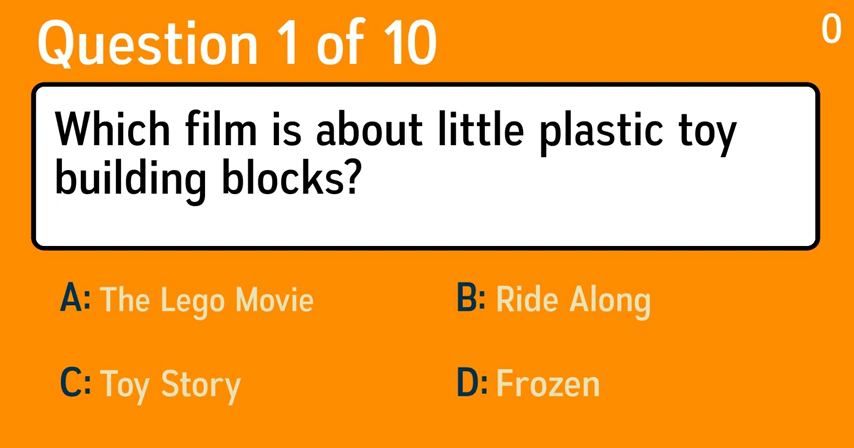 Question 1 of 10
0
Which film is about little plastic toy
building blocks?
A: The Lego Movie
B: Ride Along
C: Toy Story
D: Frozen